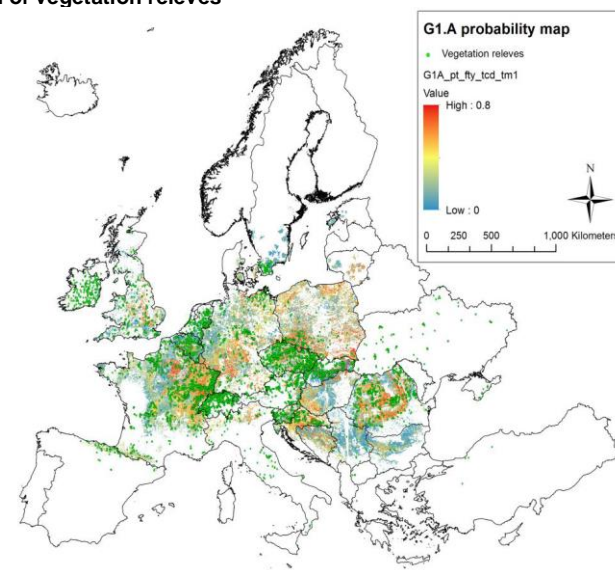 of vegetation releves
G1.A probability map
Vegetation releves
G1A_pt_fty_tcd_tm1
Value
High : 0.8
Low : 0
N
0 250 500 1,000 Kilometers